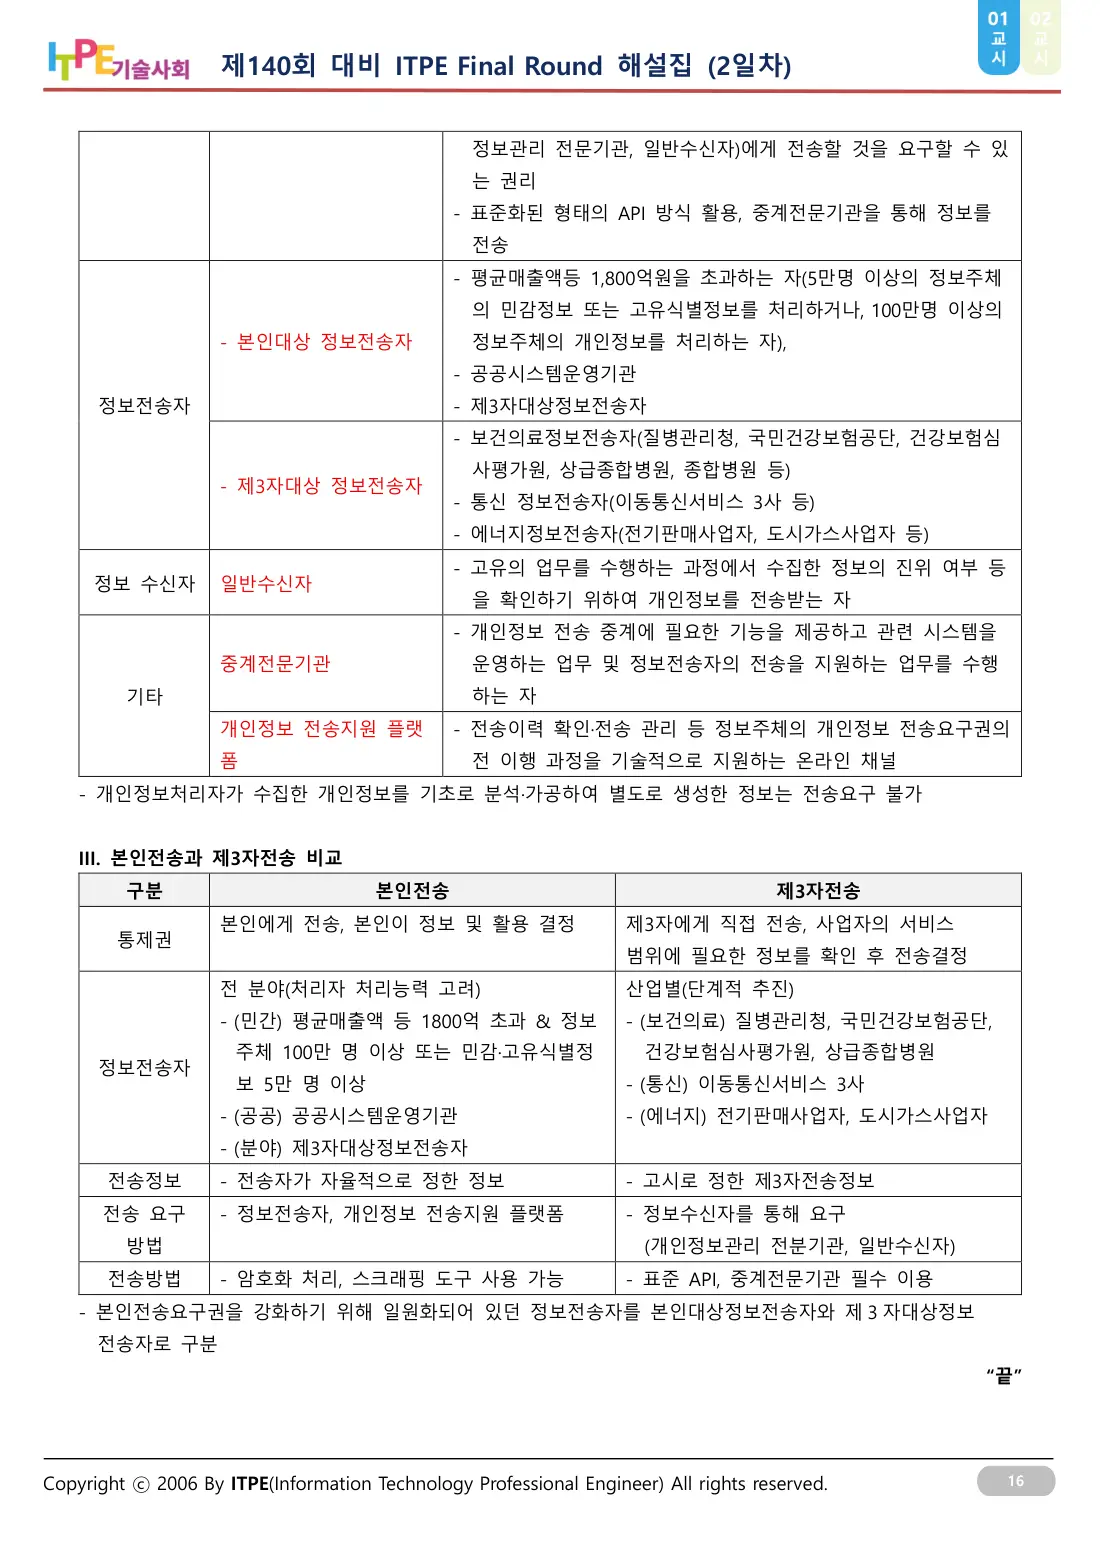 01
교
시
02
교
시
ITPE기술사회 제140회 대비 ITPE Final Round 해설집 (2일차)
정보관리 전문기관, 일반수신자)에게 전송할 것을 요구할 수 있
는 권리
- 표준화된 형태의 API 방식 활용, 중계전문기관을 통해 정보를
전송
정보전송자
- 본인대상 정보전송자
- 평균매출액등 1,800억원을 초과하는 자(5만명 이상의 정보주체
의 민감정보 또는 고유식별정보를 처리하거나, 100만명 이상의
정보주체의 개인정보를 처리하는 자),
- 공공시스템운영기관
- 제3자대상정보전송자
- 제3자대상 정보전송자
- 보건의료정보전송자(질병관리청, 국민건강보험공단, 건강보험심
사평가원, 상급종합병원, 종합병원 등)
- 통신 정보전송자(이동통신서비스 3사 등)
- 에너지정보전송자(전기판매사업자, 도시가스사업자 등)
정보 수신자
일반수신자
- 고유의 업무를 수행하는 과정에서 수집한 정보의 진위 여부 등
을 확인하기 위하여 개인정보를 전송받는 자
기타
중계전문기관
- 개인정보 전송 중계에 필요한 기능을 제공하고 관련 시스템을
운영하는 업무 및 정보전송자의 전송을 지원하는 업무를 수행
하는 자
개인정보 전송지원 플랫
폼
- 전송이력 확인·전송 관리 등 정보주체의 개인정보 전송요구권의
전 이행 과정을 기술적으로 지원하는 온라인 채널
- 개인정보처리자가 수집한 개인정보를 기초로 분석·가공하여 별도로 생성한 정보는 전송요구 불가
III. 본인전송과 제3자전송 비교
구분 본인전송 제3자전송
통제권
본인에게 전송, 본인이 정보 및 활용 결정
제3자에게 직접 전송, 사업자의 서비스
범위에 필요한 정보를 확인 후 전송결정
정보전송자
전 분야(처리자 처리능력 고려)
- (민간) 평균매출액 등 1800억 초과 & 정보
주체 100만 명 이상 또는 민감·고유식별정
보 5만 명 이상
- (공공) 공공시스템운영기관
- (분야) 제3자대상정보전송자
산업별(단계적 추진)
- (보건의료) 질병관리청, 국민건강보험공단,
건강보험심사평가원, 상급종합병원
- (통신) 이동통신서비스 3사
- (에너지) 전기판매사업자, 도시가스사업자
전송정보 - 전송자가 자율적으로 정한 정보 - 고시로 정한 제3자전송정보
전송 요구
방법
- 정보전송자, 개인정보 전송지원 플랫폼
- 정보수신자를 통해 요구
(개인정보관리 전분기관, 일반수신자)
전송방법 - 암호화 처리, 스크래핑 도구 사용 가능 - 표준 API, 중계전문기관 필수 이용
- 본인전송요구권을 강화하기 위해 일원화되어 있던 정보전송자를 본인대상정보전송자와 제 3 자대상정보
전송자로 구분
“끝”
Copyright ⓒ 2006 By ITPE(Information Technology Professional Engineer) All rights reserved.
16